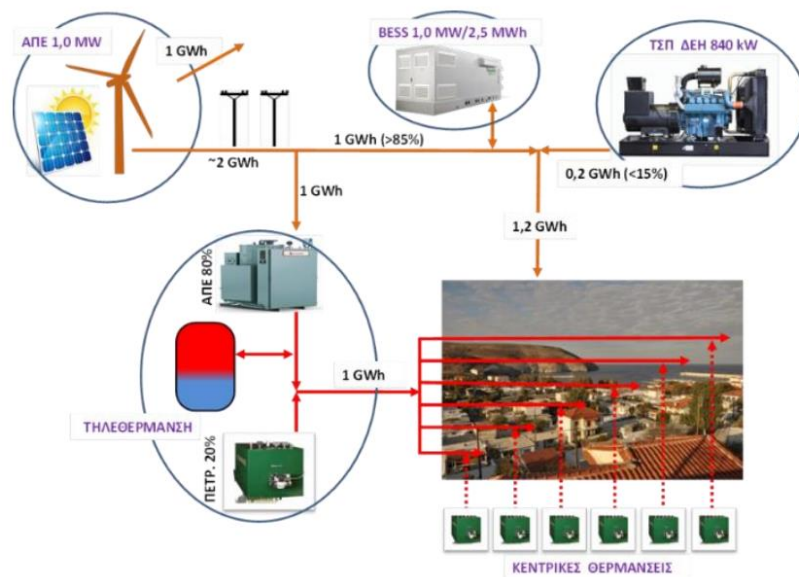 ΑΠΕ 1,0 MW
1 GWh
BESS 1,0 MW/2,5 MWh
ΤΣΠ ΔΕΗ 840 kW
~2 GWh
1 GWh (>85%)
0,2 GWh (<15%)
1 GWh
1,2 GWh
ΑΠΕ 80%
1 GWh
ΤΗΛΕΘΕΡΜΑΝΣΗ
ΠΕΤΡ. 20%
ΚΕΝΤΡΙΚΕΣ ΘΕΡΜΑΝΣΕΙΣ